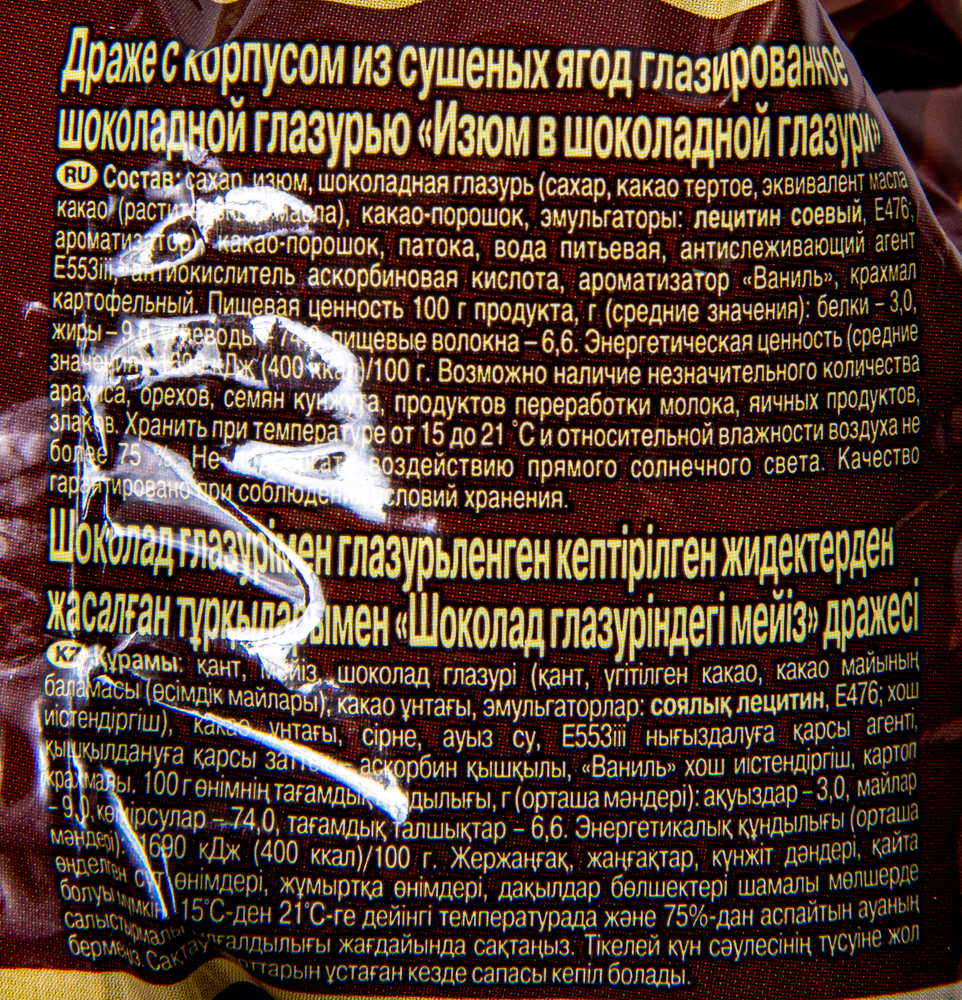 Драже с корпусом из сушеных ягод глазированное
шоколадной глазурью «Изюм в шоколадной глазури»
RU Состав: сахар, изюм, шоколадная глазурь (сахар, какао тертое, эквивалент масла
какао (растительные масла), какао-порошок, эмульгаторы: лецитин соевый, Е476;
ароматизатор), какао-порошок, патока, вода питьевая, антислеживающий агент
Е553iii, антиокислитель аскорбиновая кислота, ароматизатор «Ваниль», крахмал
картофельный. Пищевая ценность 100 г продукта, г (средние значения): белки – 3,0,
жиры – 9,0, углеводы – 74,0, пищевые волокна – 6,6. Энергетическая ценность (средние
значения): 1690 кДж (400 ккал)/100 г. Возможно наличие незначительного количества
арахиса, орехов, семян кунжута, продуктов переработки молока, яичных продуктов,
злаков. Хранить при температуре от 15 до 21 °С и относительной влажности воздуха не
более 75 %. Не воздействию прямого солнечного света. Качество
гарантировано при соблюдении условий хранения.
Шоколад глазурімен глазурьленген кептірілген жидектерден
жасалған тұрқыларымен «Шоколад глазуріндегі мейіз» дражесі
KZ Құрамы: қант, мейіз, шоколад глазурі (қант, үгітілген какао, какао майының
баламасы (өсімдік майлары), какао ұнтағы, эмульгаторлар: соялық лецитин, Е476; хош
иістендіргіш), какао ұнтағы, сірне, ауыз су, Е553iii нығыздалуға қарсы агенті,
қышқылдануға қарсы аскорбин қышқылы, «Ваниль» хош иістендіргіш, картоп
крахмалы. 100 г өнімнің тағамдық құндылығы, г (орташа мәндері): ақуыздар – 3,0, майлар
– 9,0, көмірсулар – 74,0, тағамдық талшықтар – 6,6. Энергетикалық құндылығы (орташа
мәндері): 1690 кДж (400 ккал)/100 г. Жержаңғақ, жаңғақтар, күнжіт дәндері, қайта
өңделген сүт өнімдері, жұмыртқа өнімдері, дақылдар бөлшектері шамалы мөлшерде
болуы мүмкін. 15°С-ден 21°С-ге дейінгі температурада және 75%-дан аспайтын ауаның
салыстырмалы ылғалдылығы жағдайында сақтаңыз. Тікелей күн сәулесінің түсуіне жол
бермеңіз. Сақтау шарттарын ұстаған кезде сапасы кепіл болады.